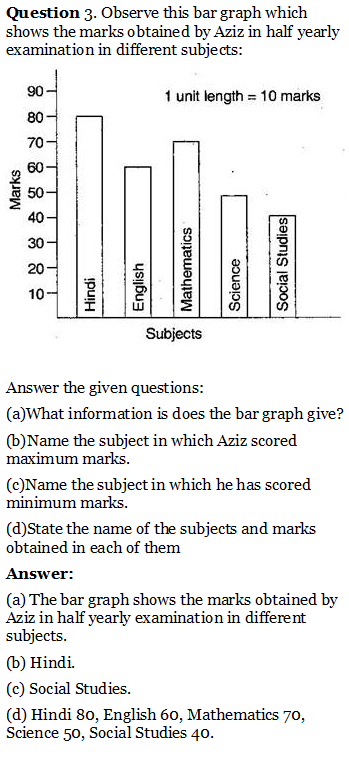 Question 3. Observe this bar graph which
shows the marks obtained by Aziz in half yearly
examination in different subjects:
1 unit length = 10 marks
90
80
70
60
50
40
30
20
10
Marks
Hindi
English
Mathematics
Science
Social Studies
Subjects
Answer the given questions:
(a)What information is does the bar graph give?
(b)Name the subject in which Aziz scored
maximum marks.
(c)Name the subject in which he has scored
minimum marks.
(d)State the name of the subjects and marks
obtained in each of them
Answer:
(a) The bar graph shows the marks obtained by
Aziz in half yearly examination in different
subjects.
(b) Hindi.
(c) Social Studies.
(d) Hindi 80, English 60, Mathematics 70,
Science 50, Social Studies 40.